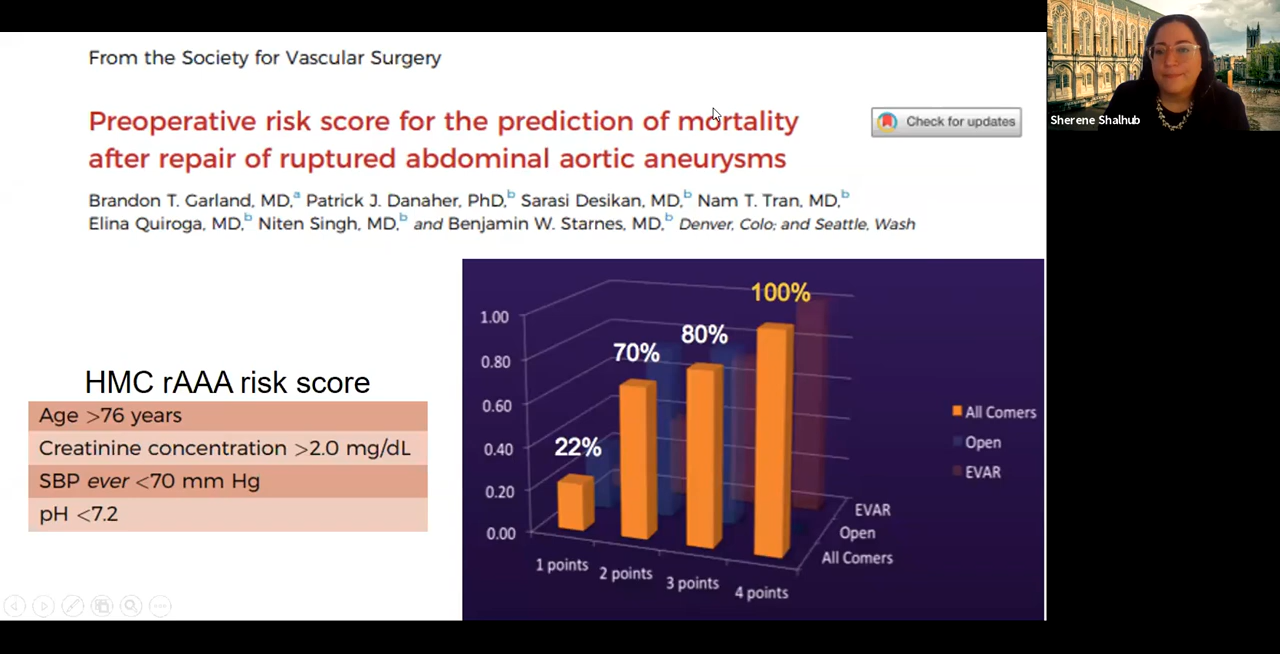 From the Society for Vascular Surgery
Preoperative risk score for the prediction of mortality
after repair of ruptured abdominal aortic aneurysms
Check for updates
Brandon T. Garland, MD,a Patrick J. Danaher, PhD,b Sarasi Desikan, MD,b Nam T. Tran, MD,b
Elina Quiroga, MD,b Niten Singh, MD,b and Benjamin W. Starnes, MD,b Denver, Colo; and Seattle, Wash
Sherene Shalhub
HMC rAAA risk score
Age >76 years
Creatinine concentration >2.0 mg/dL
SBP ever <70 mm Hg
pH <7.2
1.00
0.80
0.60
0.40
0.20
0.00
22%
70%
80%
100%
1 points
2 points
3 points
4 points
EVAR
Open
All Comers
All Comers
Open
EVAR